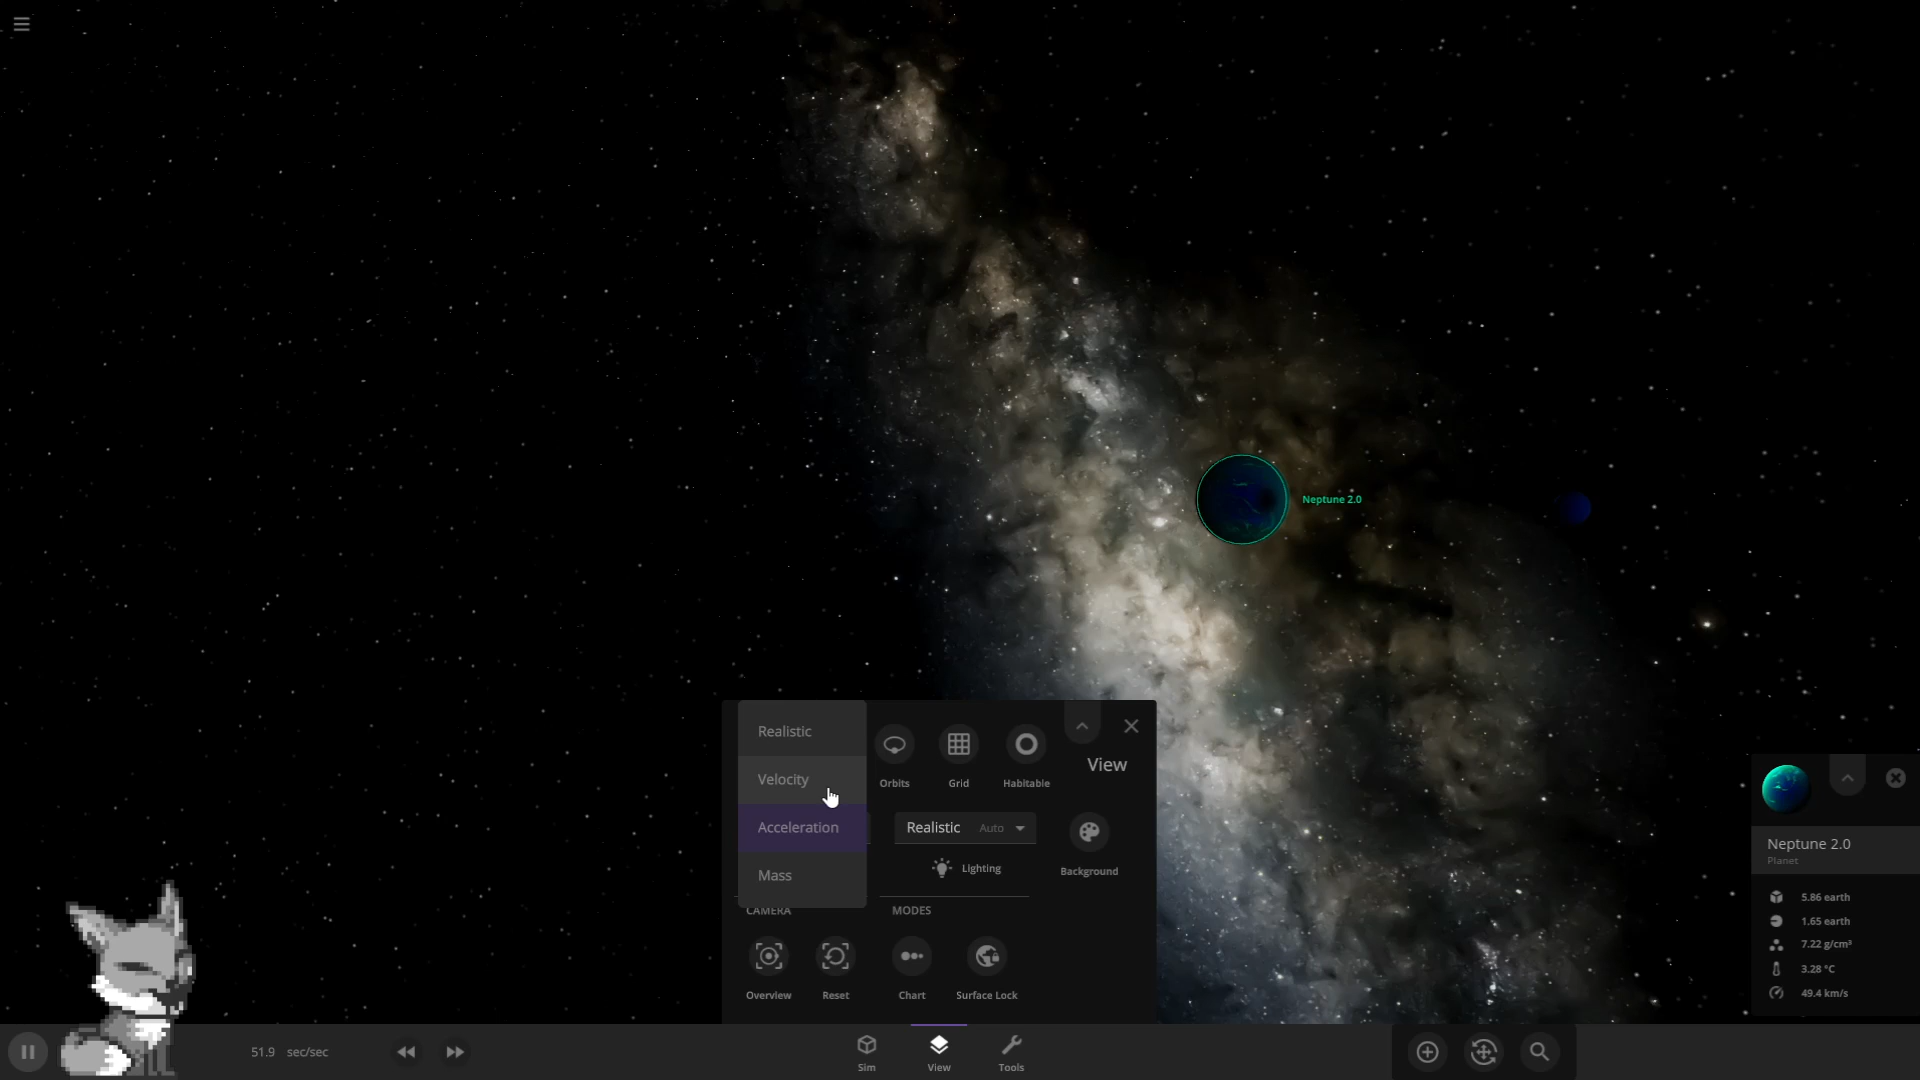 Neptune 2.0
Realistic
Velocity
Acceleration
Mass
Orbits
Grid
Habitable
View
Realistic Auto
Lighting
Background
CAMERA
MODES
Overview
Reset
Chart
Surface Lock
Neptune 2.0
Planet
5.86 earth
1.65 earth
7.22 g/cm³
3.28 °C
49.4 km/s
51.9 sec/sec
Sim
View
Tools